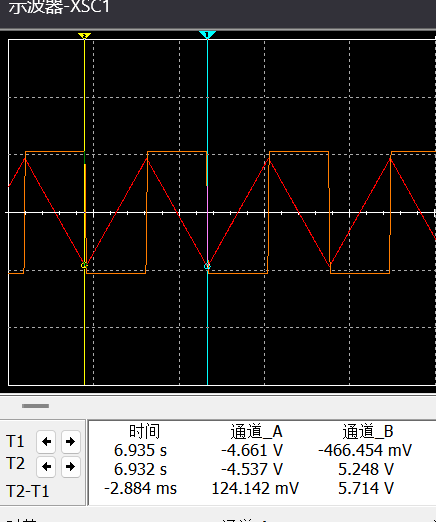 示波器-XSC1
时间 通道_A 通道_B
T1 6.935 s -4.661 V -466.454 mV
T2 6.932 s -4.537 V 5.248 V
T2-T1 -2.884 ms 124.142 mV 5.714 V